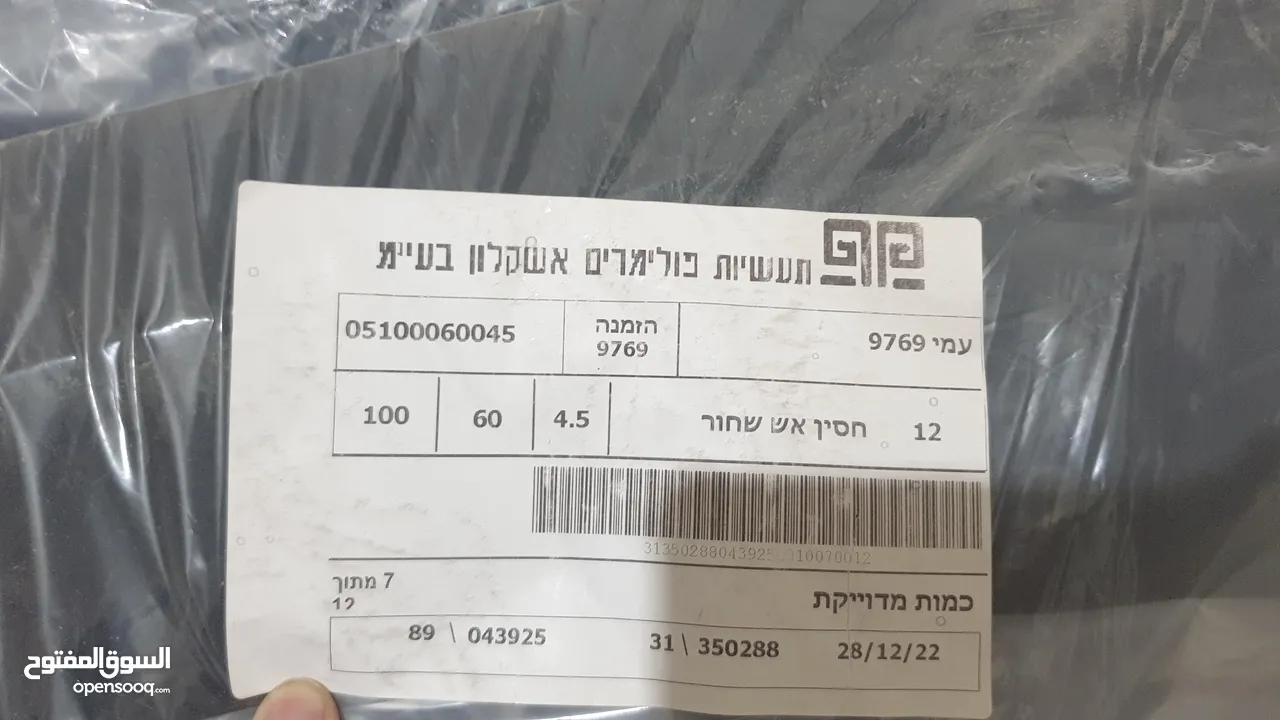 תעשיות פולימרים אשקלון בע״מ
עמי 9769
הזמנה
9769
05100060045
12
חסין אש שחור
4.5
60
100
כמות מדוייקת
7 מתוך
12
28/12/22
31 \ 350288
89 \ 043925
السوق المفتوح
opensooq.com